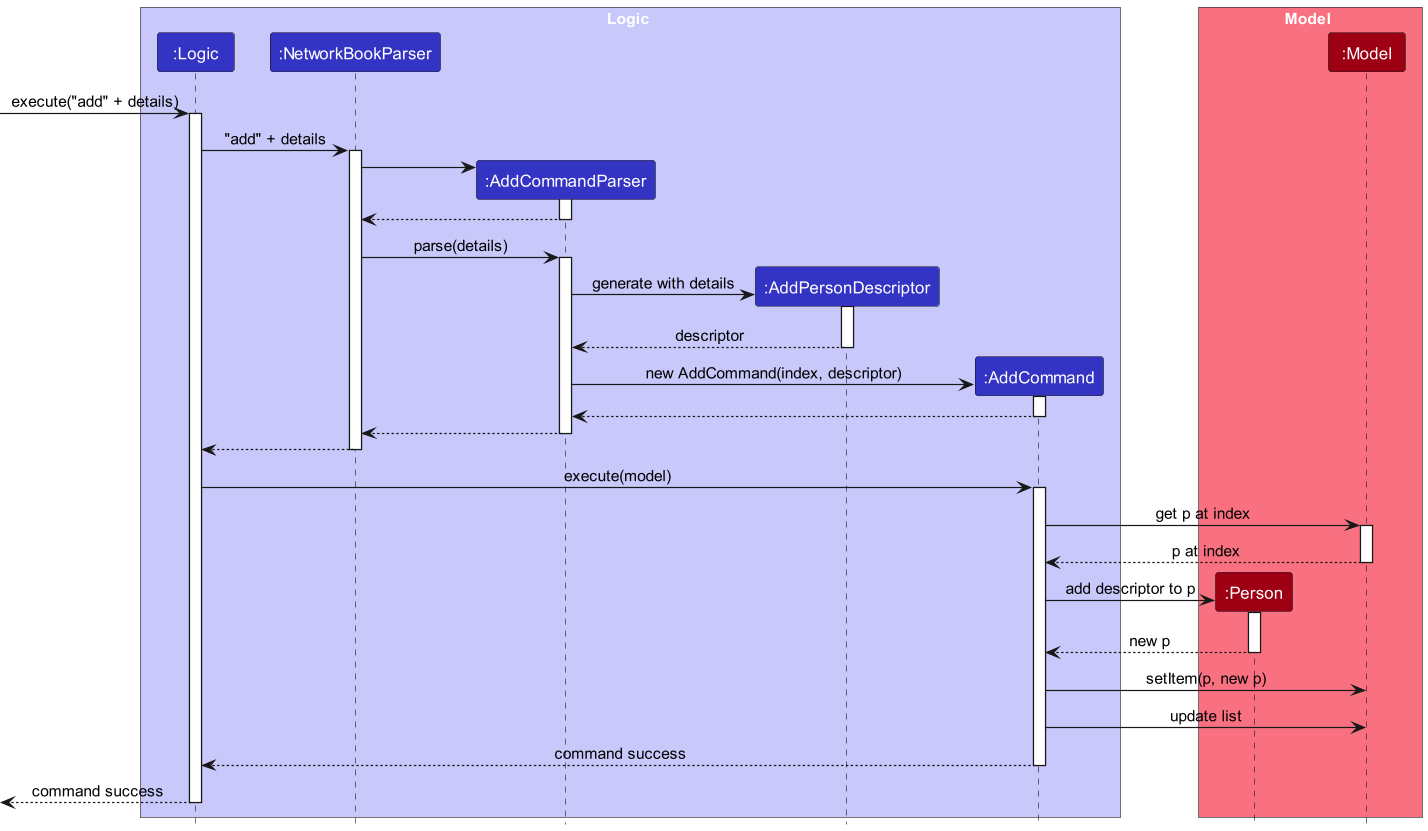 Logic
Model
:Logic
:NetworkBookParser
:Model
execute("add" + details)
"add" + details
:AddCommandParser
parse(details)
generate with details
:AddPersonDescriptor
descriptor
new AddCommand(index, descriptor)
:AddCommand
execute(model)
get p at index
p at index
add descriptor to p
:Person
new p
setItem(p, new p)
update list
command success
command success